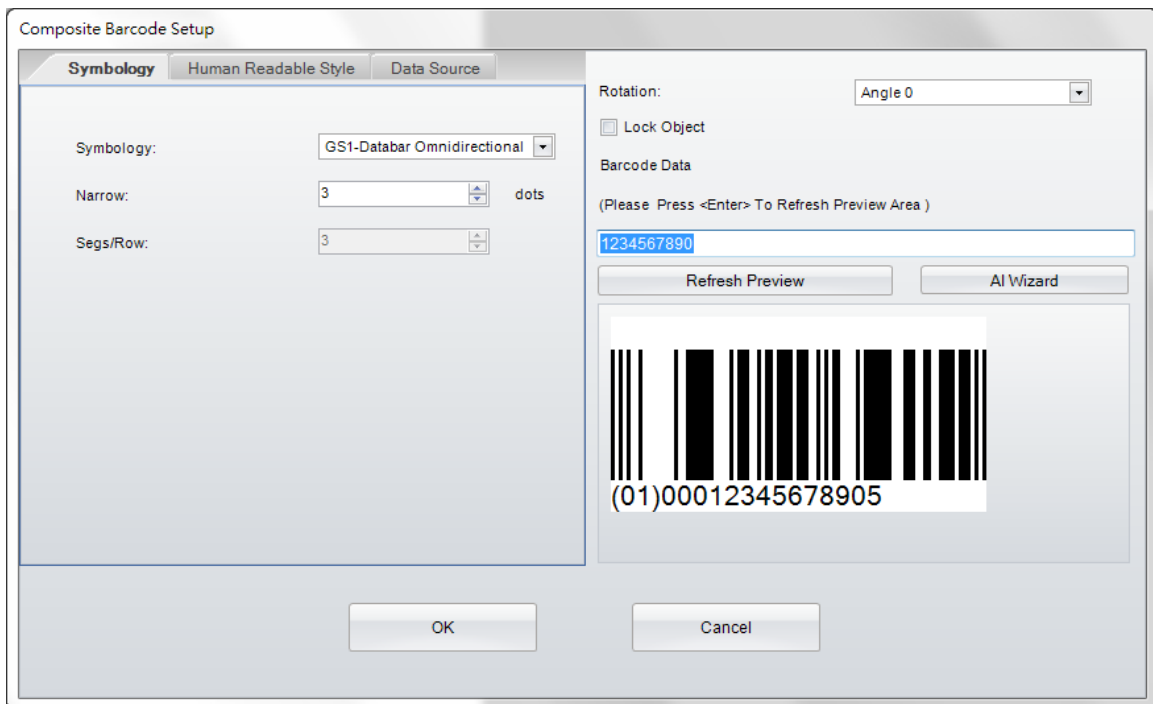 Composite Barcode Setup
Symbology Human Readable Style Data Source
Symbology: GS1-Databar Omnidirectional
Narrow: 3 dots
Segs/Row: 3
Rotation: Angle 0
Lock Object
Barcode Data
(Please Press <Enter> To Refresh Preview Area )
1234567890
Refresh Preview AI Wizard
(01)00012345678905
OK Cancel